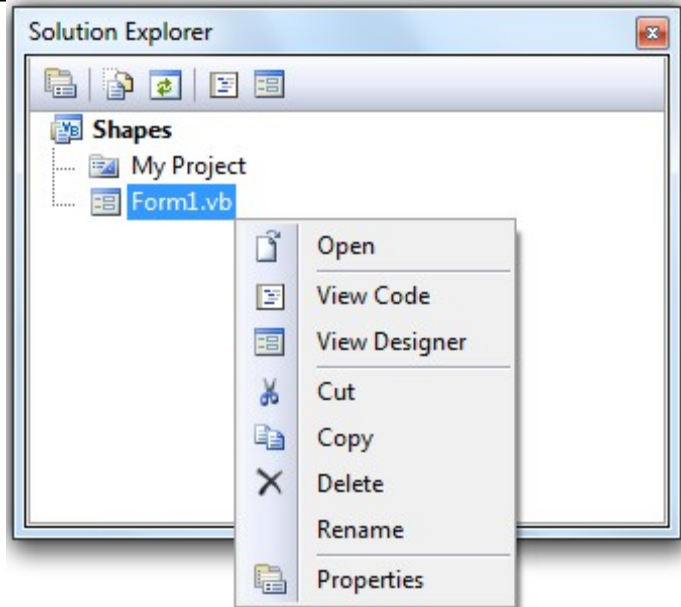 Solution Explorer
Shapes
My Project
Form1.vb
Open
View Code
View Designer
Cut
Copy
Delete
Rename
Properties